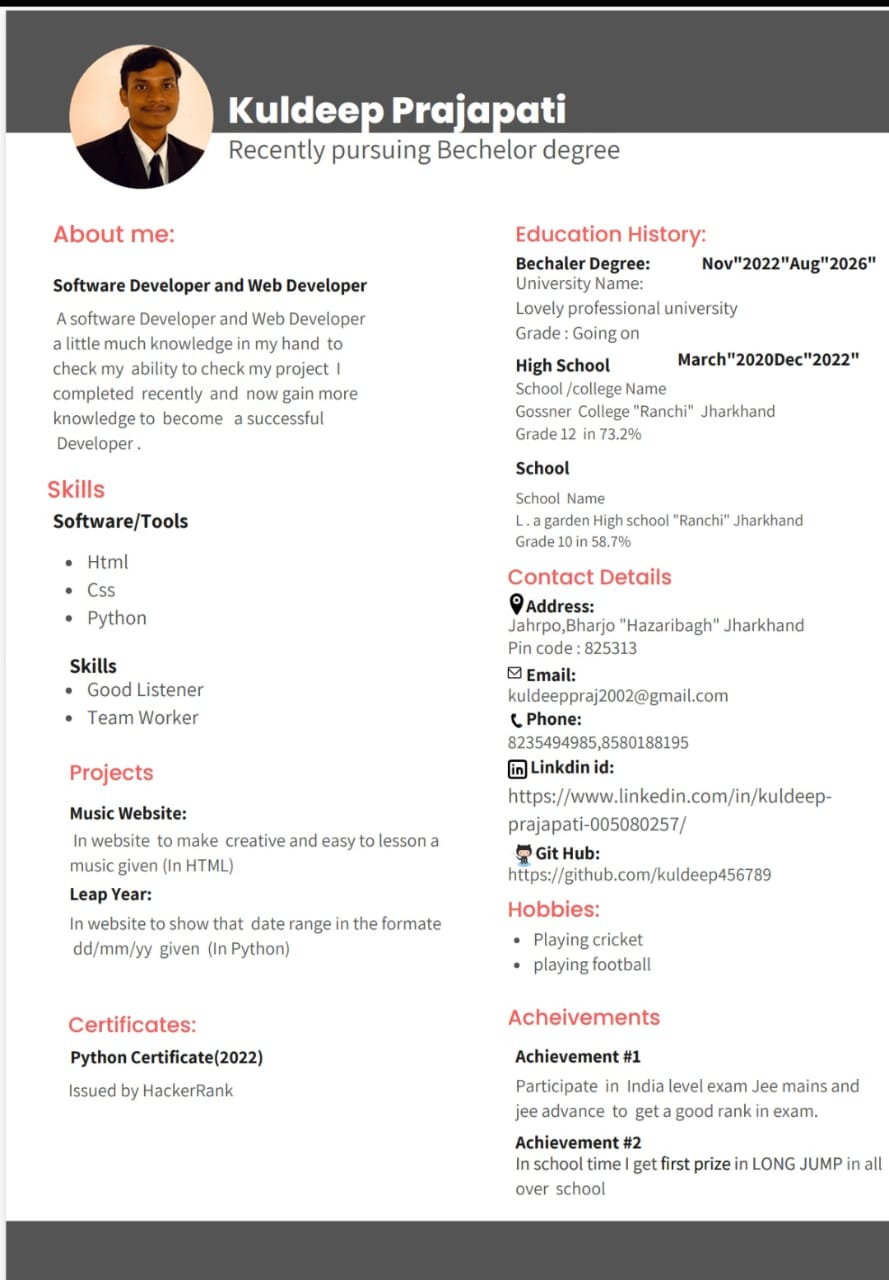 Kuldeep Prajapati
Recently pursuing Bechelor degree
About me:
Software Developer and Web Developer
A software Developer and Web Developer
a little much knowledge in my hand to
check my ability to check my project I
completed recently and now gain more
knowledge to become a successful
Developer .
Skills
Software/Tools
Html
Css
Python
Skills
Good Listener
Team Worker
Projects
Music Website:
In website to make creative and easy to lesson a
music given (In HTML)
Leap Year:
In website to show that date range in the formate
dd/mm/yy given (In Python)
Certificates:
Python Certificate(2022)
Issued by HackerRank
Education History:
Bechaler Degree: Nov"2022"Aug"2026"
University Name:
Lovely professional university
Grade : Going on
High School March"2020Dec"2022"
School /college Name
Gossner College "Ranchi" Jharkhand
Grade 12 in 73.2%
School
School Name
L . a garden High school "Ranchi" Jharkhand
Grade 10 in 58.7%
Contact Details
Address:
Jahrpo,Bharjo "Hazaribagh" Jharkhand
Pin code : 825313
Email:
kuldeeppraj2002@gmail.com
Phone:
8235494985,8580188195
in Linkdin id:
https://www.linkedin.com/in/kuldeep-
prajapati-005080257/
Git Hub:
https://github.com/kuldeep456789
Hobbies:
Playing cricket
playing football
Acheivements
Achievement #1
Participate in India level exam Jee mains and
jee advance to get a good rank in exam.
Achievement #2
In school time I get first prize in LONG JUMP in all
over school